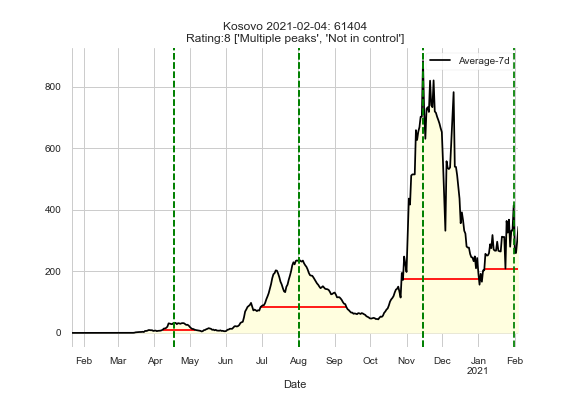 Kosovo 2021-02-04: 61404
Rating:8 ['Multiple peaks', 'Not in control']
Average-7d
800
600
400
200
0
Feb Mar Apr May Jun Jul Aug Sep Oct Nov Dec Jan Feb
2021
Date